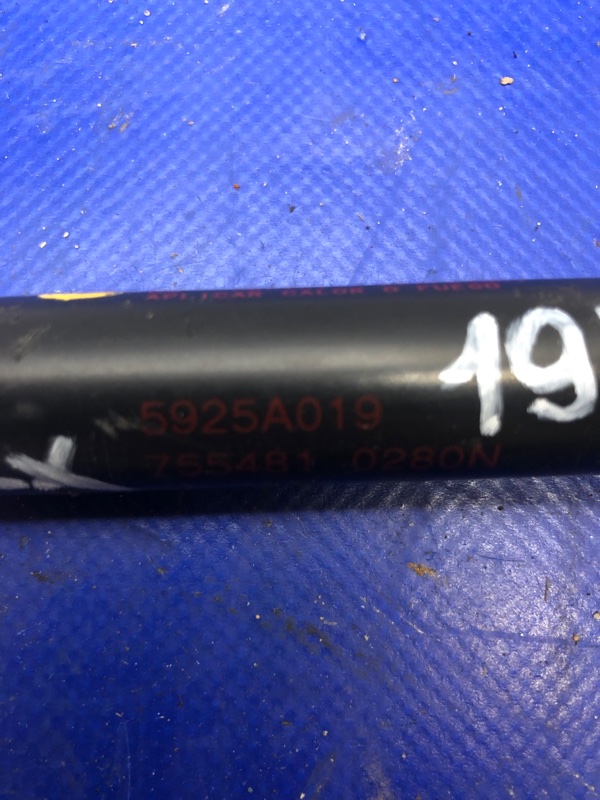 APLICAR CALOR O FUEGO
19
5925A019
755481 0280N